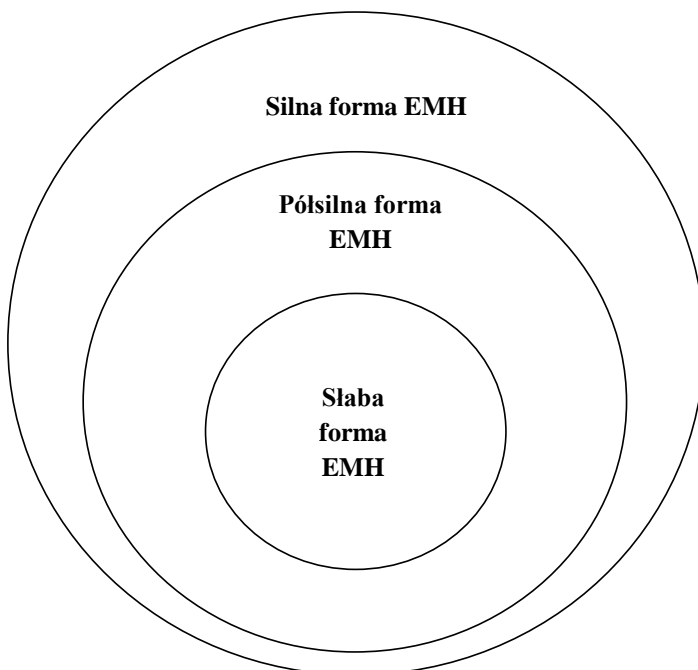 Silna forma EMH
Półsilna forma
EMH
Słaba
forma
EMH